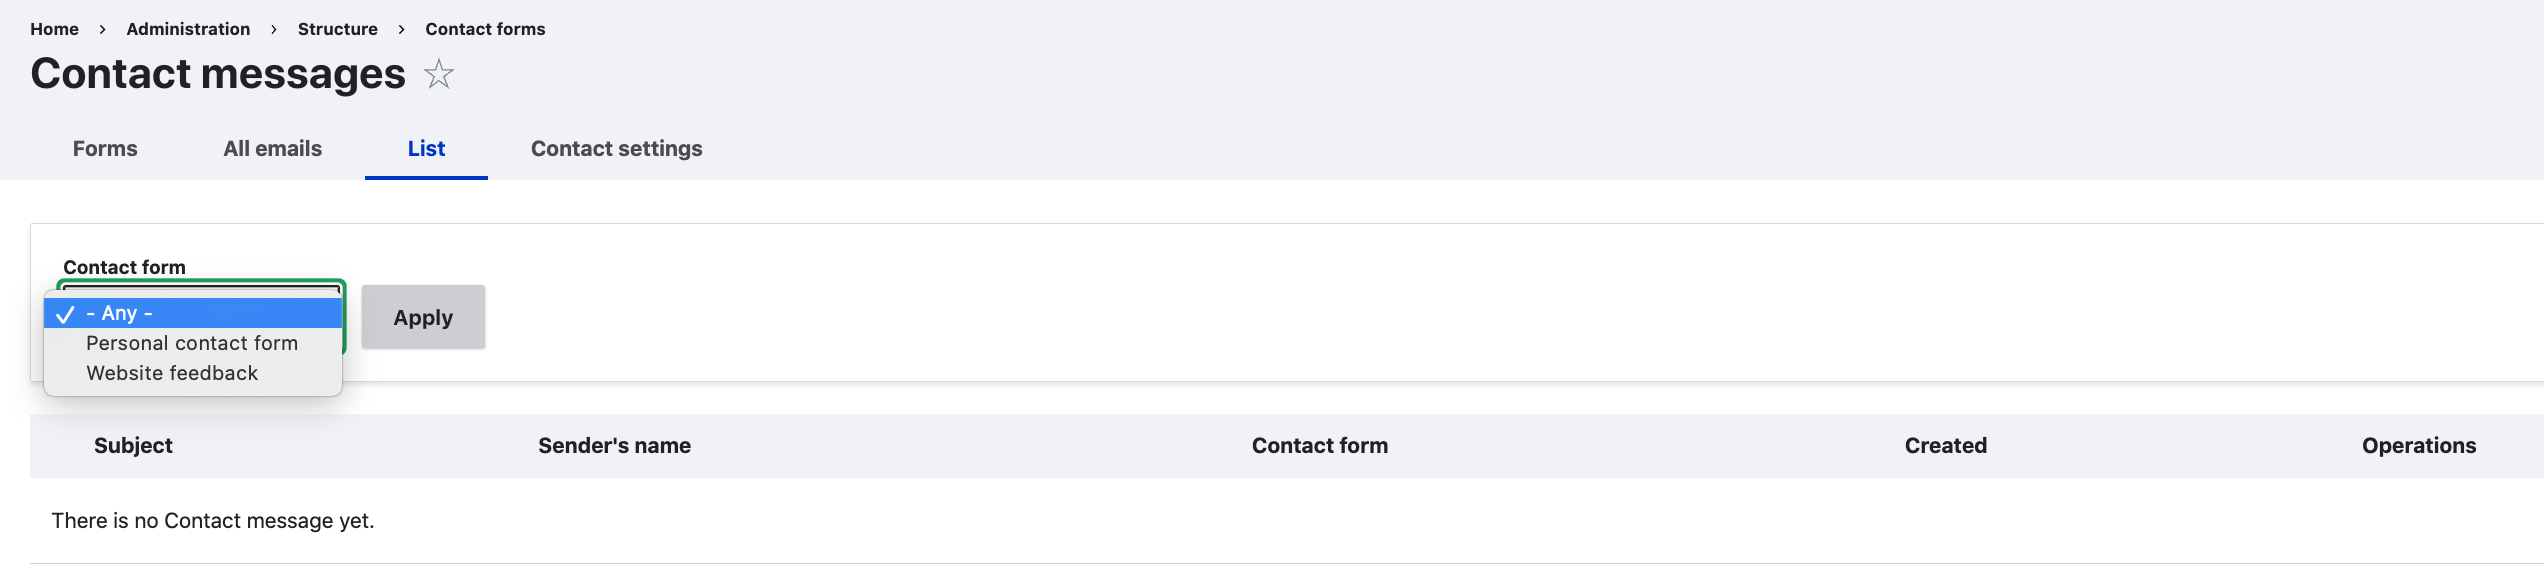 Home > Administration > Structure > Contact forms
Contact messages
Forms All emails List Contact settings
Contact form
- Any -
Personal contact form
Website feedback
Apply
Subject Sender's name Contact form Created Operations
There is no Contact message yet.